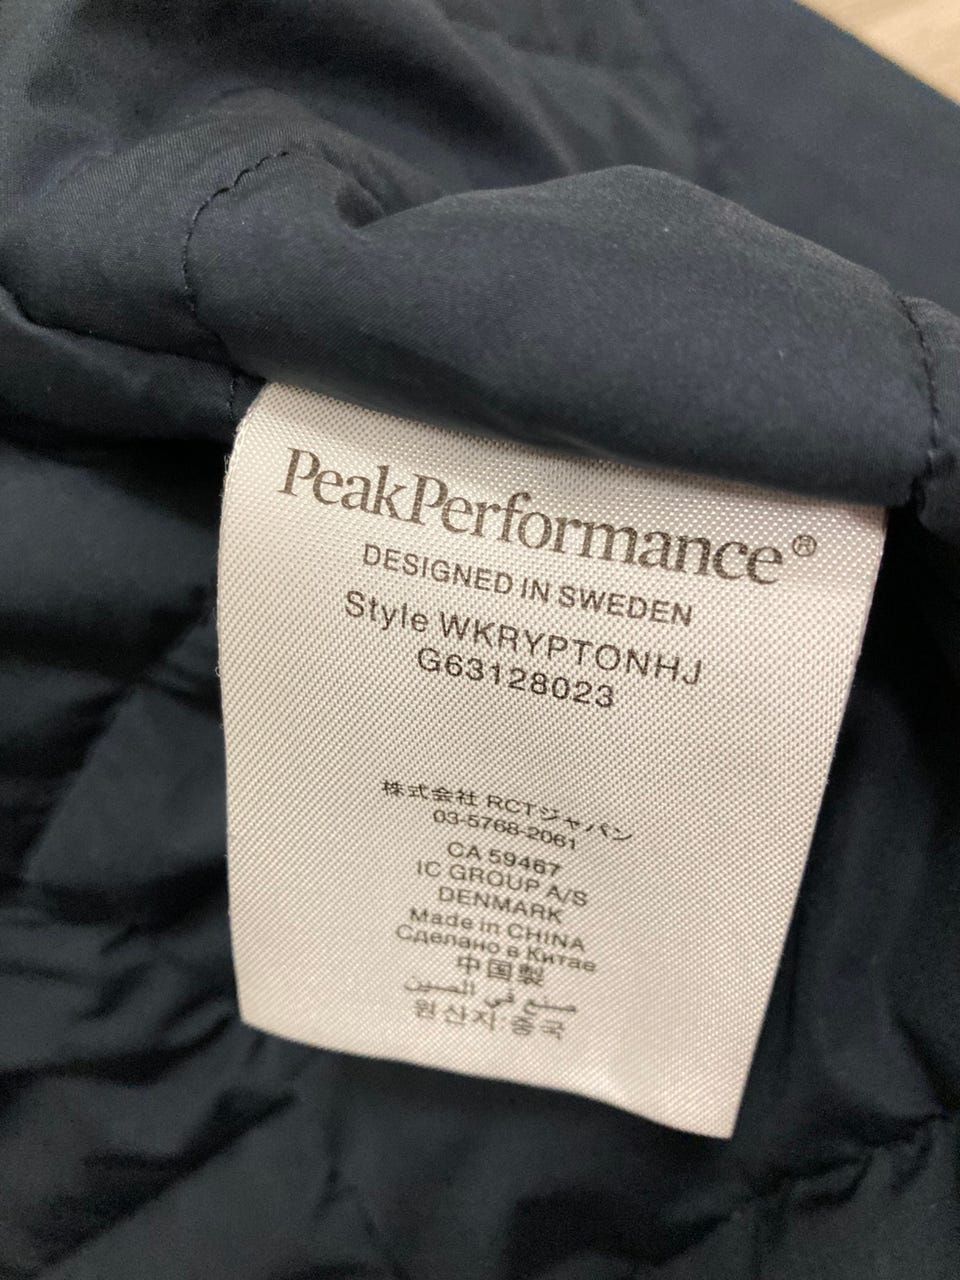 PeakPerformance®
DESIGNED IN SWEDEN
Style WKRYPTONHJ
G63128023
株式会社 RCTジャパン
03-5768-2061
CA 59467
IC GROUP A/S
DENMARK
Made in CHINA
Сделано в Китае
中国製
صنع في الصين
원산지 중국